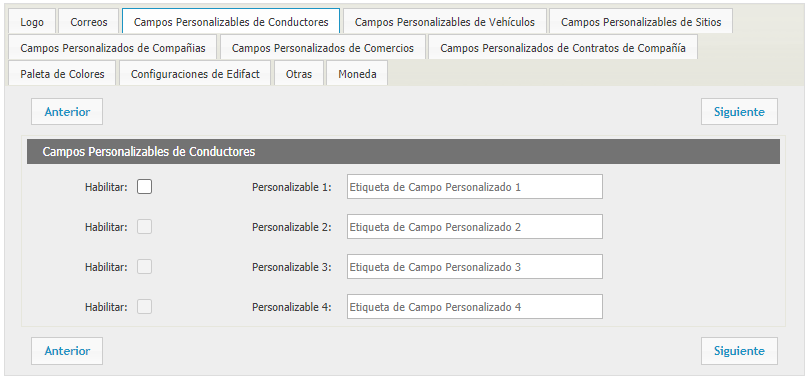 Logo Correos Campos Personalizables de Conductores Campos Personalizables de Vehículos Campos Personalizables de Sitios
Campos Personalizados de Compañias Campos Personalizados de Comercios Campos Personalizados de Contratos de Compañía
Paleta de Colores Configuraciones de Edifact Otras Moneda
Anterior Siguiente
Campos Personalizables de Conductores
Habilitar: Personalizable 1: Etiqueta de Campo Personalizado 1
Habilitar: Personalizable 2: Etiqueta de Campo Personalizado 2
Habilitar: Personalizable 3: Etiqueta de Campo Personalizado 3
Habilitar: Personalizable 4: Etiqueta de Campo Personalizado 4
Anterior Siguiente